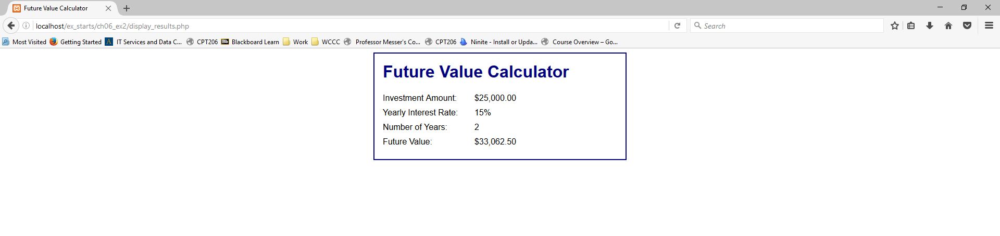 Future Value Calculator
localhost/ex_starts/ch06_ex2/display_results.php
Search
Most Visited Getting Started IT Services and Data C... CPT206 Bb Blackboard Learn Work WCCC Professor Messer's Co... CPT206 Ninite - Install or Upda... Course Overview – Go...
Future Value Calculator
Investment Amount: $25,000.00
Yearly Interest Rate: 15%
Number of Years: 2
Future Value: $33,062.50